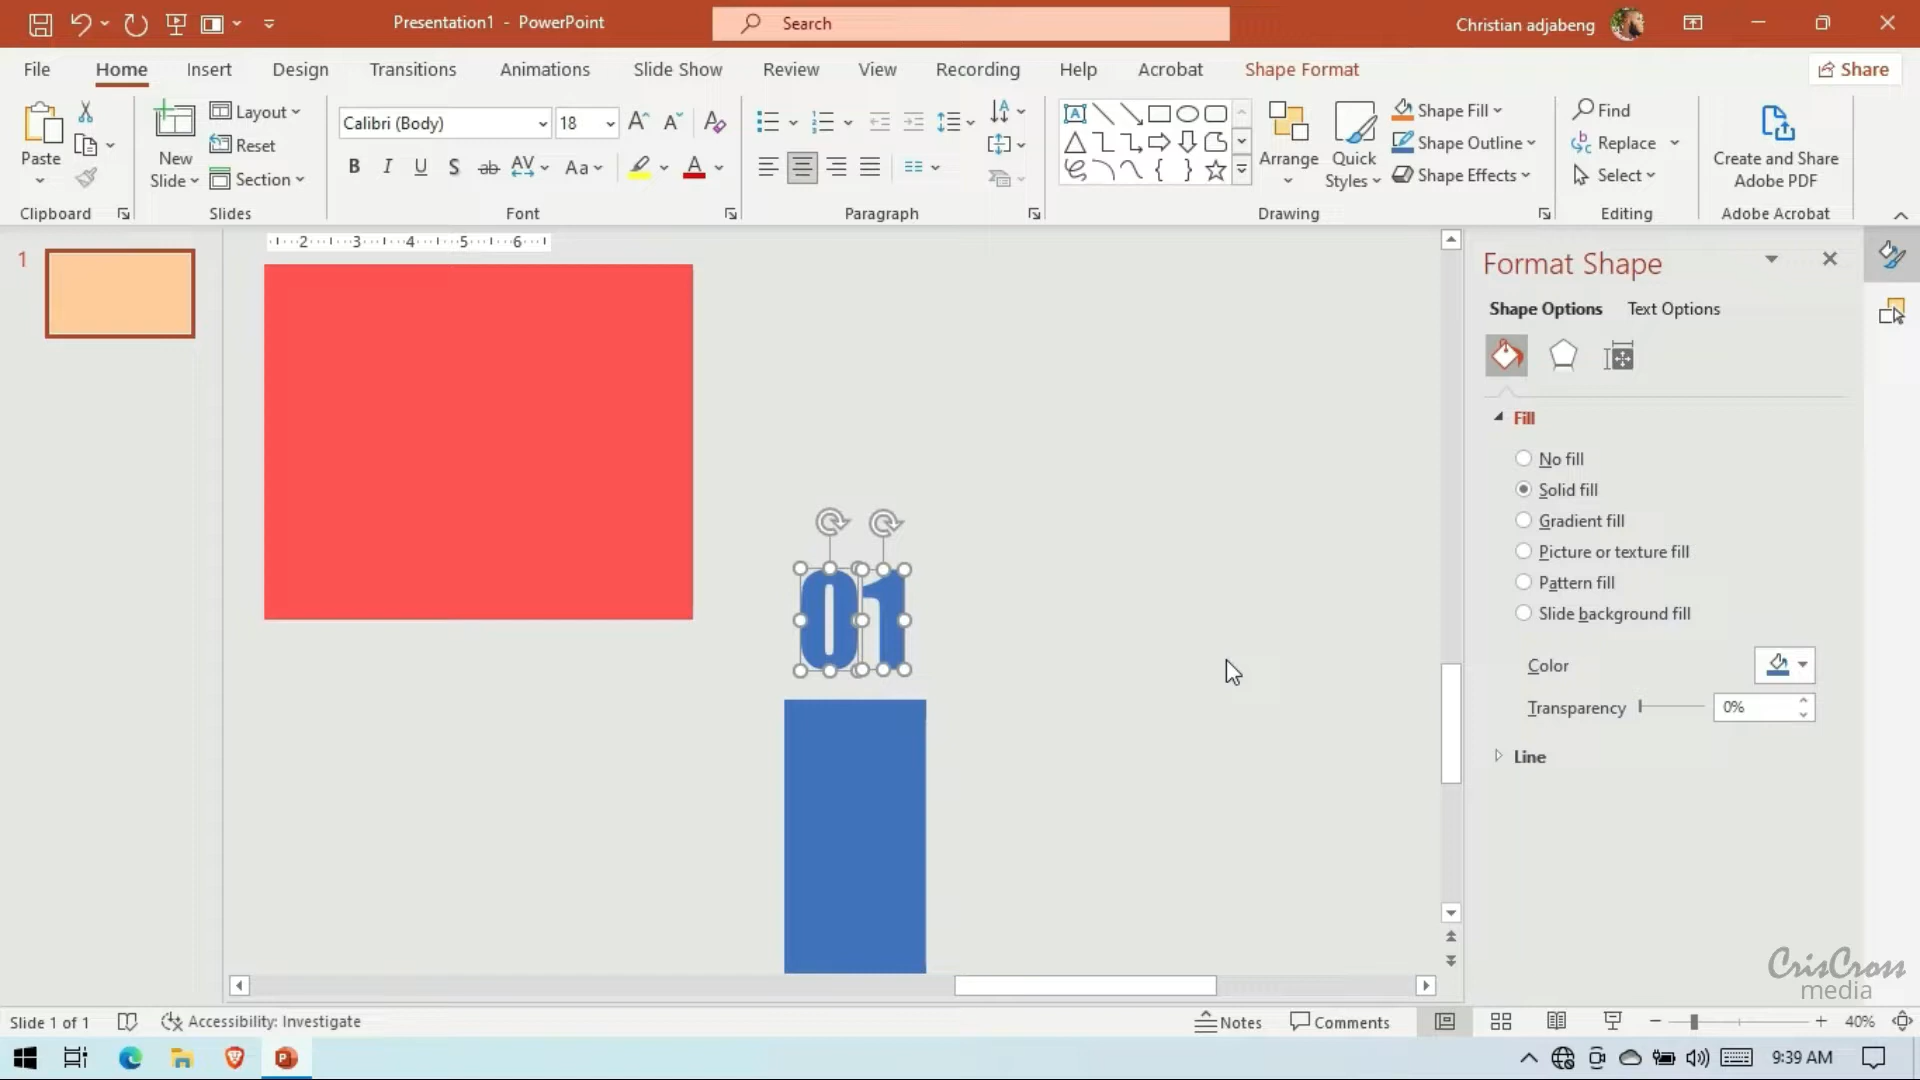 Presentation1 - PowerPoint
Search
Christian adjabeng
File Home Insert Design Transitions Animations Slide Show Review View Recording Help Acrobat Shape Format
Share
Paste
New
Slide
Layout
Reset
Section
Calibri (Body) 18
B I U S ab AV Aa A
Shape Fill
Shape Outline
Shape Effects
Arrange
Quick
Styles
Find
Replace
Select
Create and Share
Adobe PDF
Clipboard Slides Font Paragraph Drawing Editing Adobe Acrobat
2 3 4 5 6
1
01
Format Shape
Shape Options Text Options
Fill
No fill
Solid fill
Gradient fill
Picture or texture fill
Pattern fill
Slide background fill
Color
Transparency 0%
Line
CrisCross
media
Slide 1 of 1
Accessibility: Investigate
Notes
Comments
40%
9:39 AM